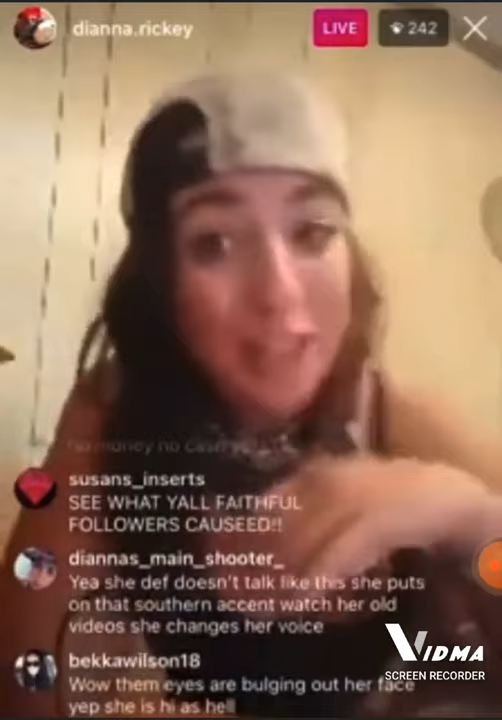 dianna.rickey
LIVE
242
susans_inserts
SEE WHAT YALL FAITHFUL
FOLLOWERS CAUSEED!!
diannas_main_shooter_
Yea she def doesn't talk like this she puts
on that southern accent watch her old
videos she changes her voice
bekkawilson18
Wow them eyes are bulging out her face
yep she is hi as hell
VIDMA
SCREEN RECORDER